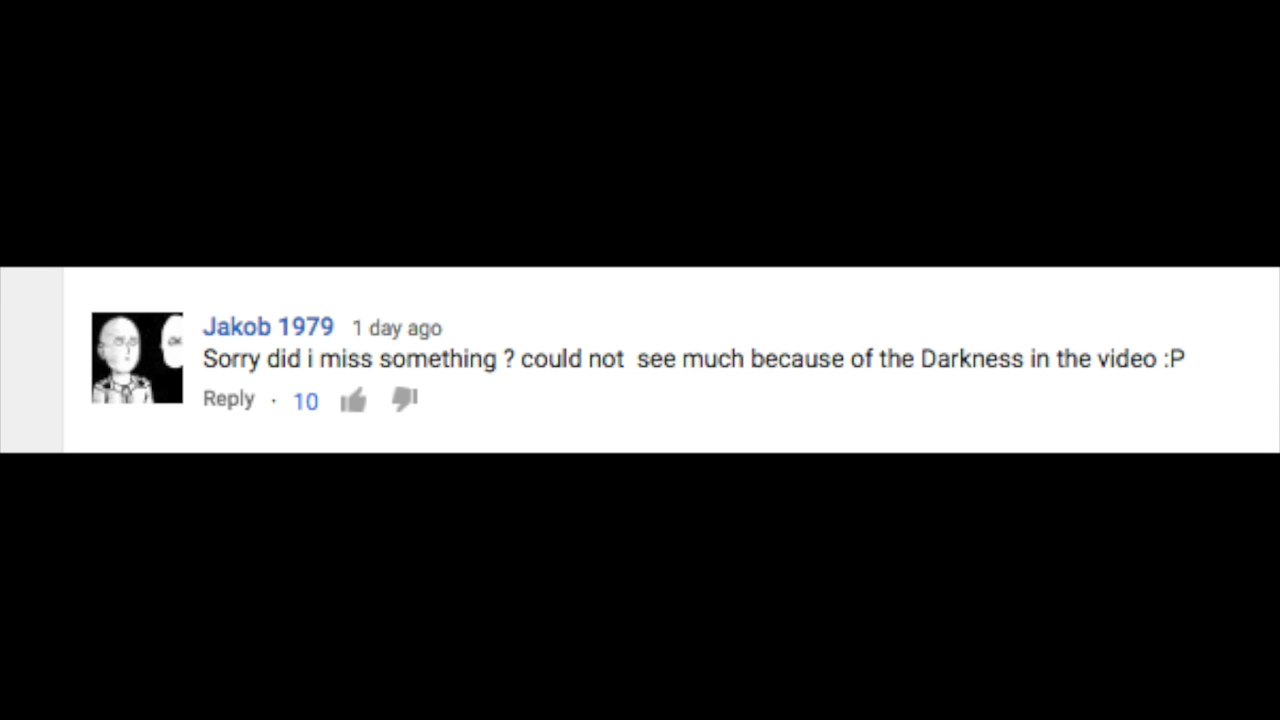 Jakob 1979 1 day ago
Sorry did i miss something ? could not  see much because of the Darkness in the video :P
Reply · 10